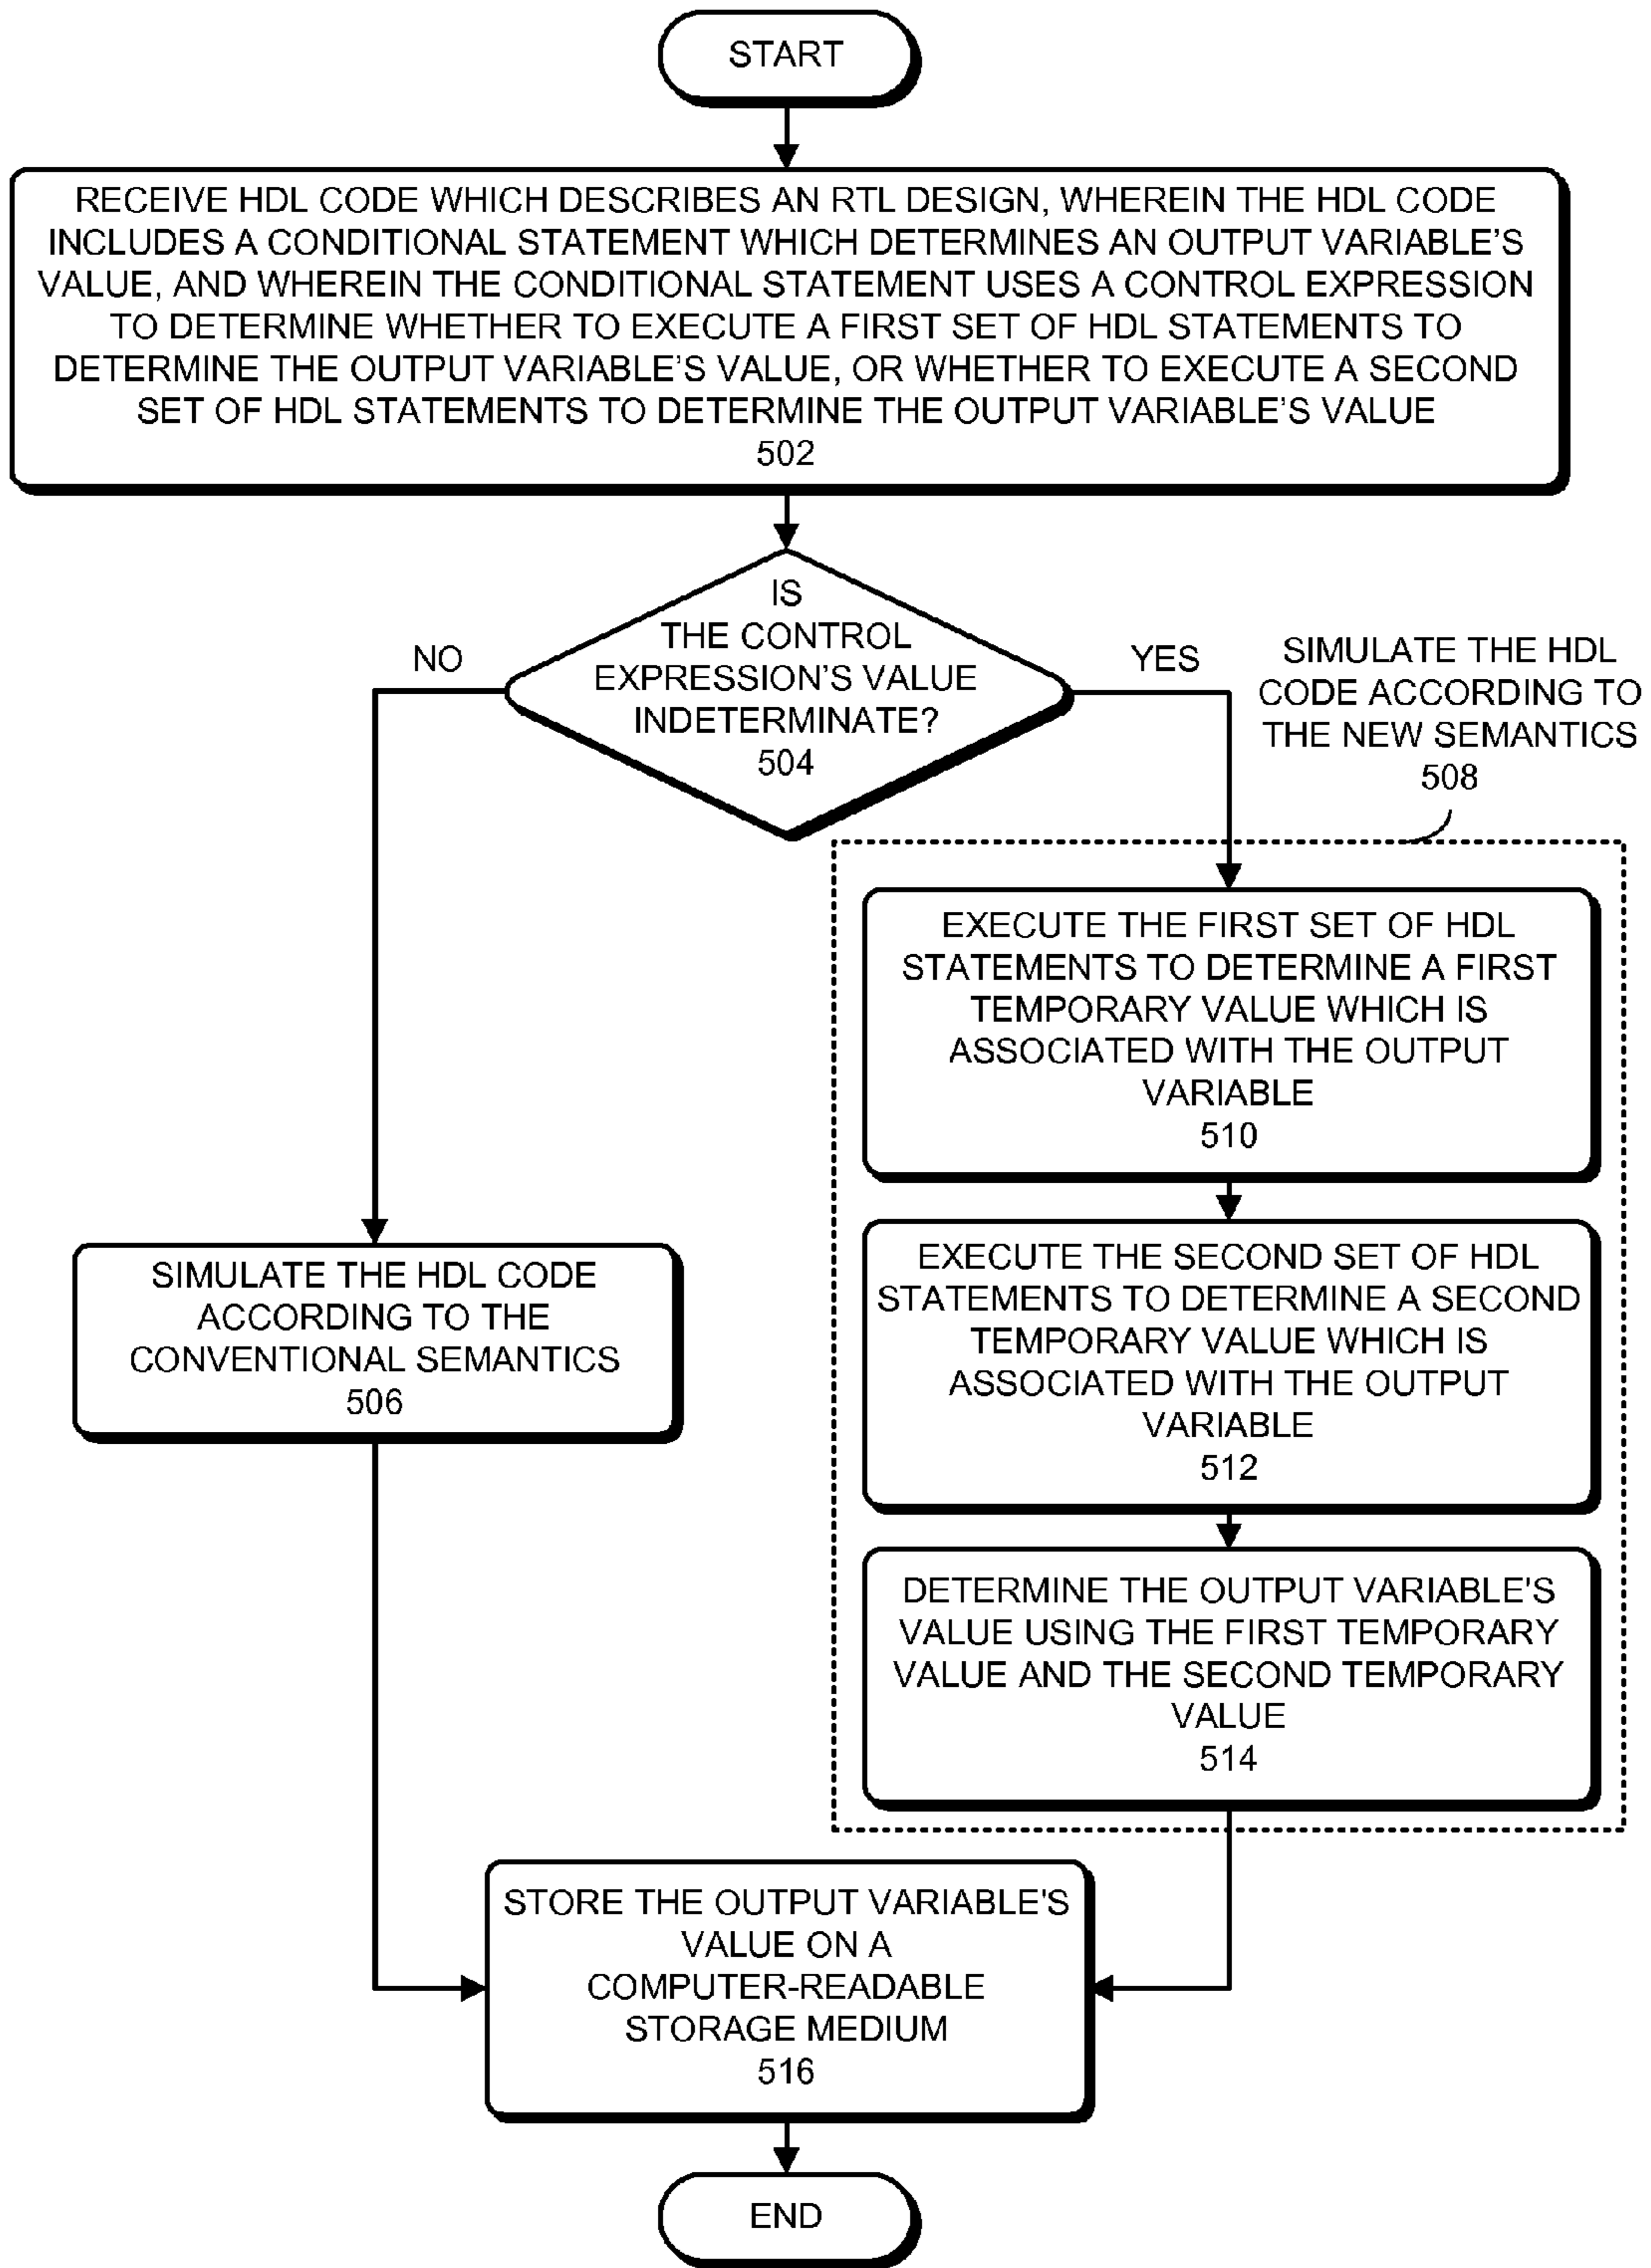 START
RECEIVE HDL CODE WHICH DESCRIBES AN RTL DESIGN, WHEREIN THE HDL CODE
INCLUDES A CONDITIONAL STATEMENT WHICH DETERMINES AN OUTPUT VARIABLE'S
VALUE, AND WHEREIN THE CONDITIONAL STATEMENT USES A CONTROL EXPRESSION
TO DETERMINE WHETHER TO EXECUTE A FIRST SET OF HDL STATEMENTS TO
DETERMINE THE OUTPUT VARIABLE'S VALUE, OR WHETHER TO EXECUTE A SECOND
SET OF HDL STATEMENTS TO DETERMINE THE OUTPUT VARIABLE'S VALUE
502
IS
THE CONTROL
EXPRESSION'S VALUE
INDETERMINATE?
504
NO
YES
SIMULATE THE HDL
CODE ACCORDING TO
THE NEW SEMANTICS
508
EXECUTE THE FIRST SET OF HDL
STATEMENTS TO DETERMINE A FIRST
TEMPORARY VALUE WHICH IS
ASSOCIATED WITH THE OUTPUT
VARIABLE
510
SIMULATE THE HDL CODE
ACCORDING TO THE
CONVENTIONAL SEMANTICS
506
EXECUTE THE SECOND SET OF HDL
STATEMENTS TO DETERMINE A SECOND
TEMPORARY VALUE WHICH IS
ASSOCIATED WITH THE OUTPUT
VARIABLE
512
DETERMINE THE OUTPUT VARIABLE'S
VALUE USING THE FIRST TEMPORARY
VALUE AND THE SECOND TEMPORARY
VALUE
514
STORE THE OUTPUT VARIABLE'S
VALUE ON A
COMPUTER-READABLE
STORAGE MEDIUM
516
END